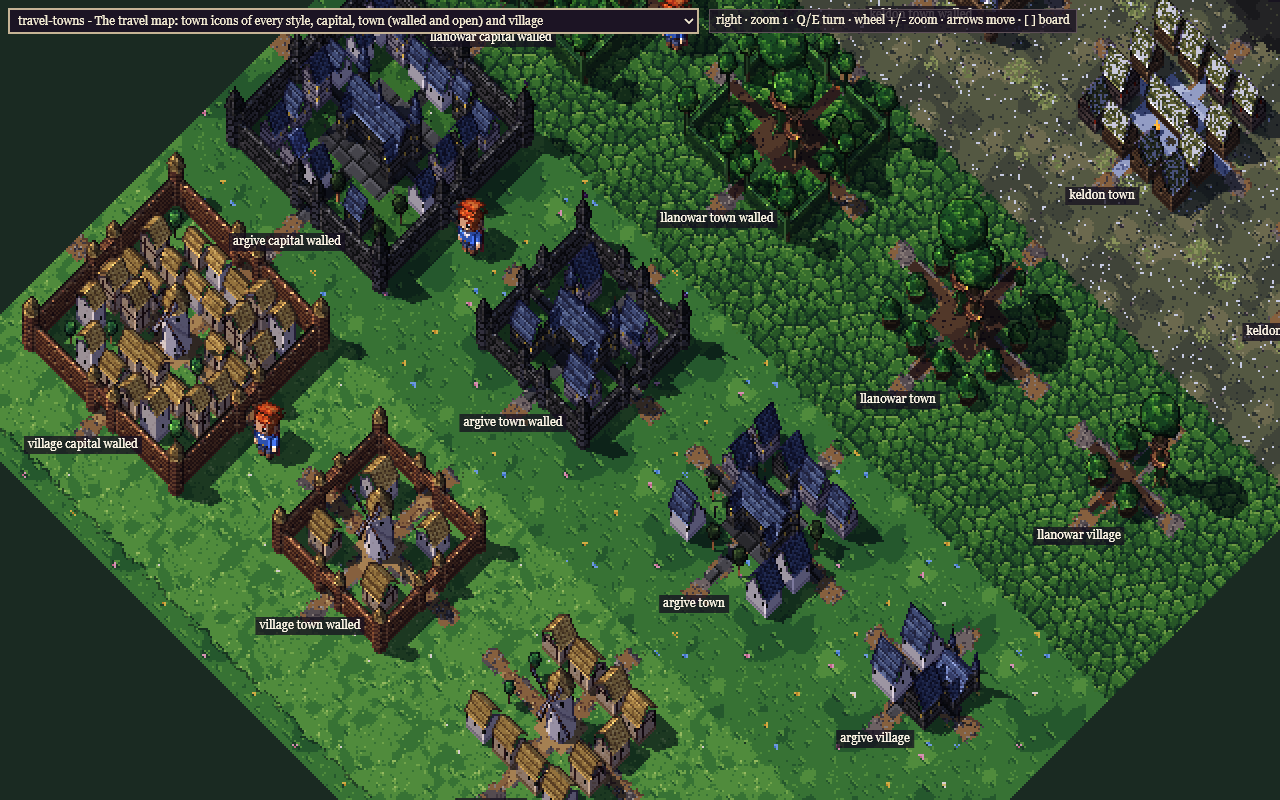 travel-towns - The travel map: town icons of every style, capital, town (walled and open) and village
right · zoom 1 · Q/E turn · wheel +/- zoom · arrows move · [ ] board
llanowar capital walled
keldon town
llanowar town walled
argive capital walled
keldon
llanowar town
argive town walled
village capital walled
llanowar village
argive town
village town walled
argive village